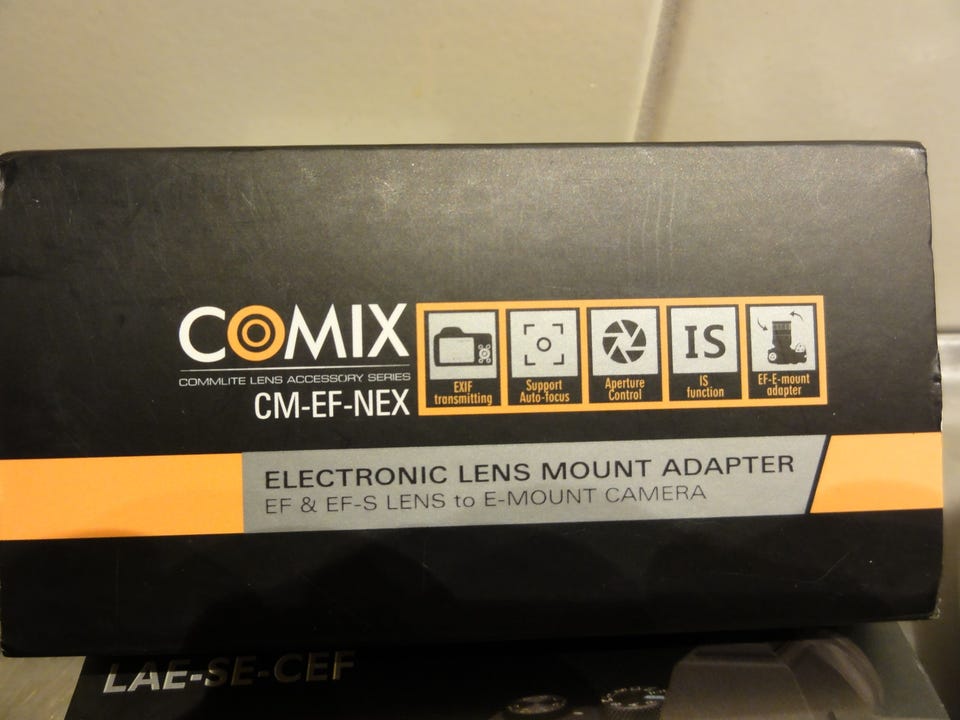 COMIX
COMMLITE LENS ACCESSORY SERIES
CM-EF-NEX
EXIF
transmitting
Support
Auto-focus
Aperture
Control
IS
IS
function
EF-E-mount
adapter
ELECTRONIC LENS MOUNT ADAPTER
EF & EF-S LENS to E-MOUNT CAMERA
LAE-SE-CEF